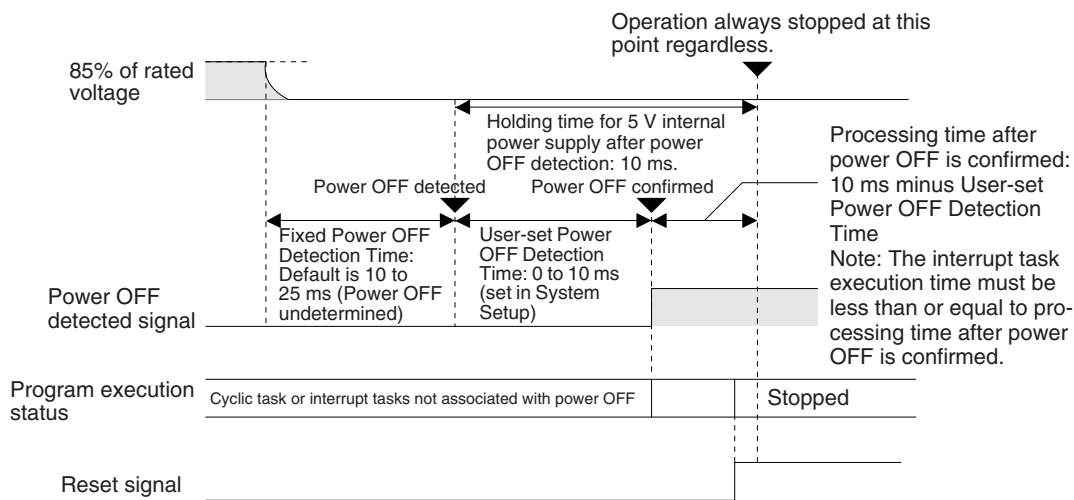 Operation always stopped at this
point regardless.
85% of rated
voltage
Holding time for 5 V internal
power supply after power
OFF detection: 10 ms.
Processing time after
power OFF is confirmed:
10 ms minus User-set
Power OFF Detection
Time
Note: The interrupt task
execution time must be
less than or equal to pro-
cessing time after power
OFF is confirmed.
Power OFF detected
Power OFF confirmed
Fixed Power OFF
Detection Time:
Default is 10 to
25 ms (Power OFF
undetermined)
User-set Power
OFF Detection
Time: 0 to 10 ms
(set in System
Setup)
Power OFF
detected signal
Program execution
status
Cyclic task or interrupt tasks not associated with power OFF
Stopped
Reset signal